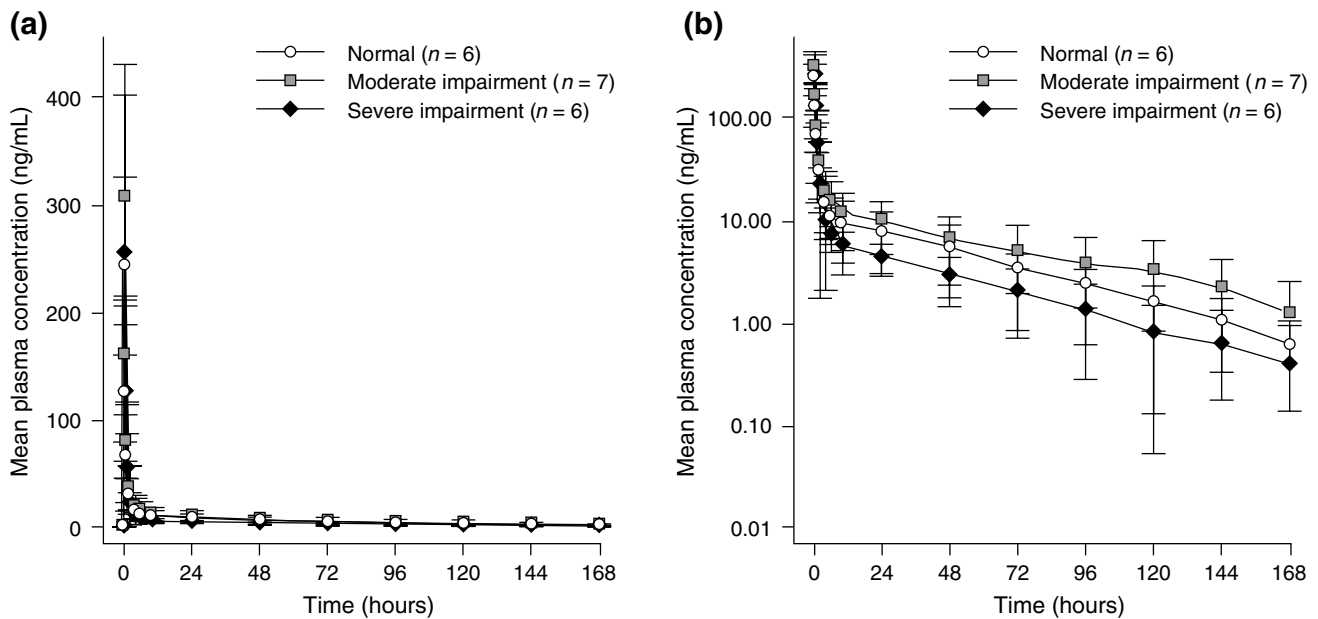 (a)
Normal (n = 6)
Moderate impairment (n = 7)
Severe impairment (n = 6)
Mean plasma concentration (ng/mL)
400
300
200
100
0
0 24 48 72 96 120 144 168
Time (hours)
(b)
Normal (n = 6)
Moderate impairment (n = 7)
Severe impairment (n = 6)
Mean plasma concentration (ng/mL)
100.00
10.00
1.00
0.10
0.01
0 24 48 72 96 120 144 168
Time (hours)